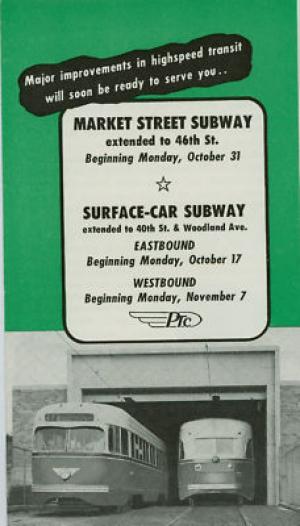 Major improvements in highspeed transit
will soon be ready to serve you..
MARKET STREET SUBWAY
extended to 46th St.
Beginning Monday, October 31
SURFACE-CAR SUBWAY
extended to 40th St. & Woodland Ave.
EASTBOUND
Beginning Monday, October 17
WESTBOUND
Beginning Monday, November 7
PTC